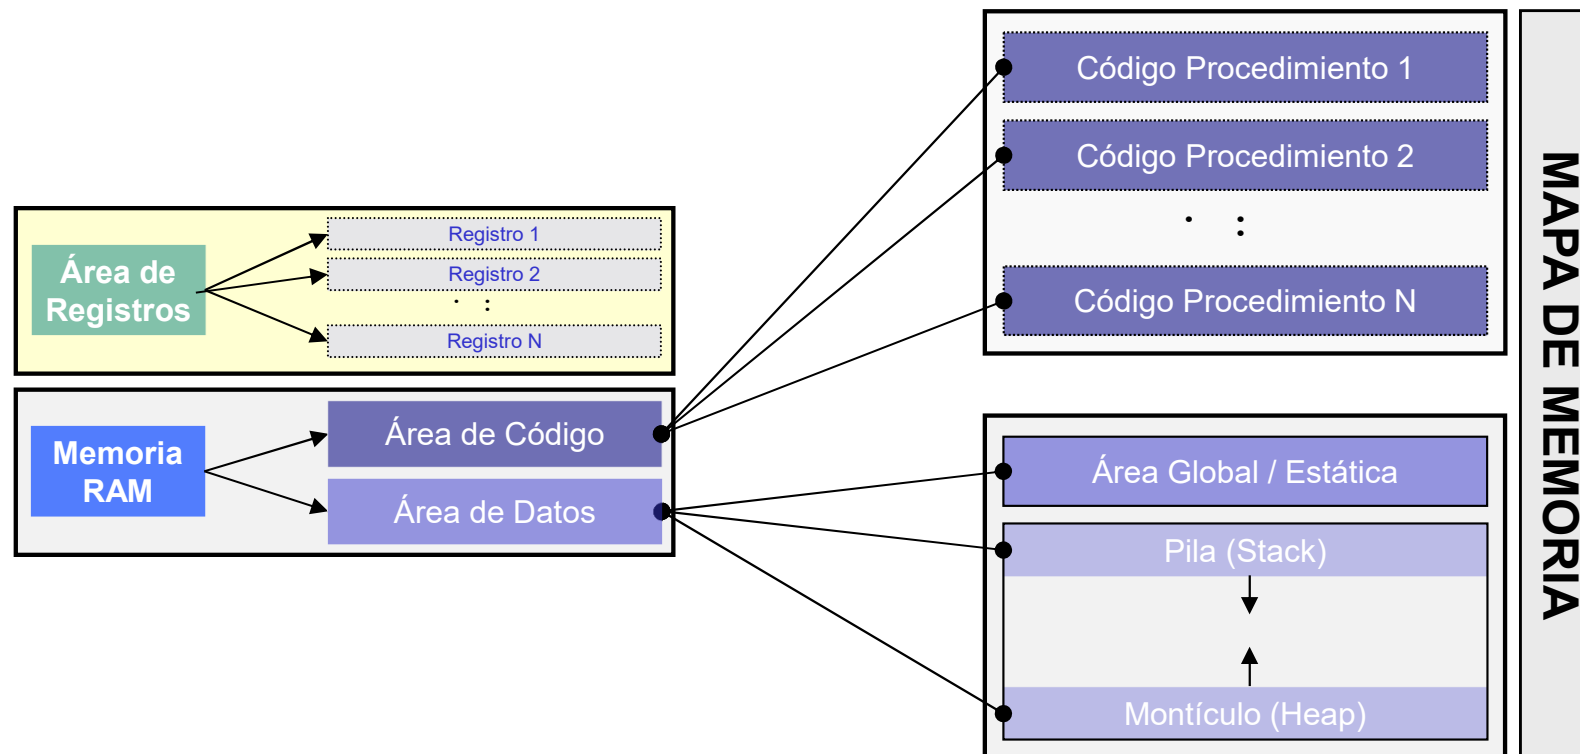 Código Procedimiento 1
Código Procedimiento 2
. :
Código Procedimiento N
Área de
Registros
Registro 1
Registro 2
. :
Registro N
Memoria
RAM
Área de Código
Área de Datos
Área Global / Estática
Pila (Stack)
Montículo (Heap)
MAPA DE MEMORIA